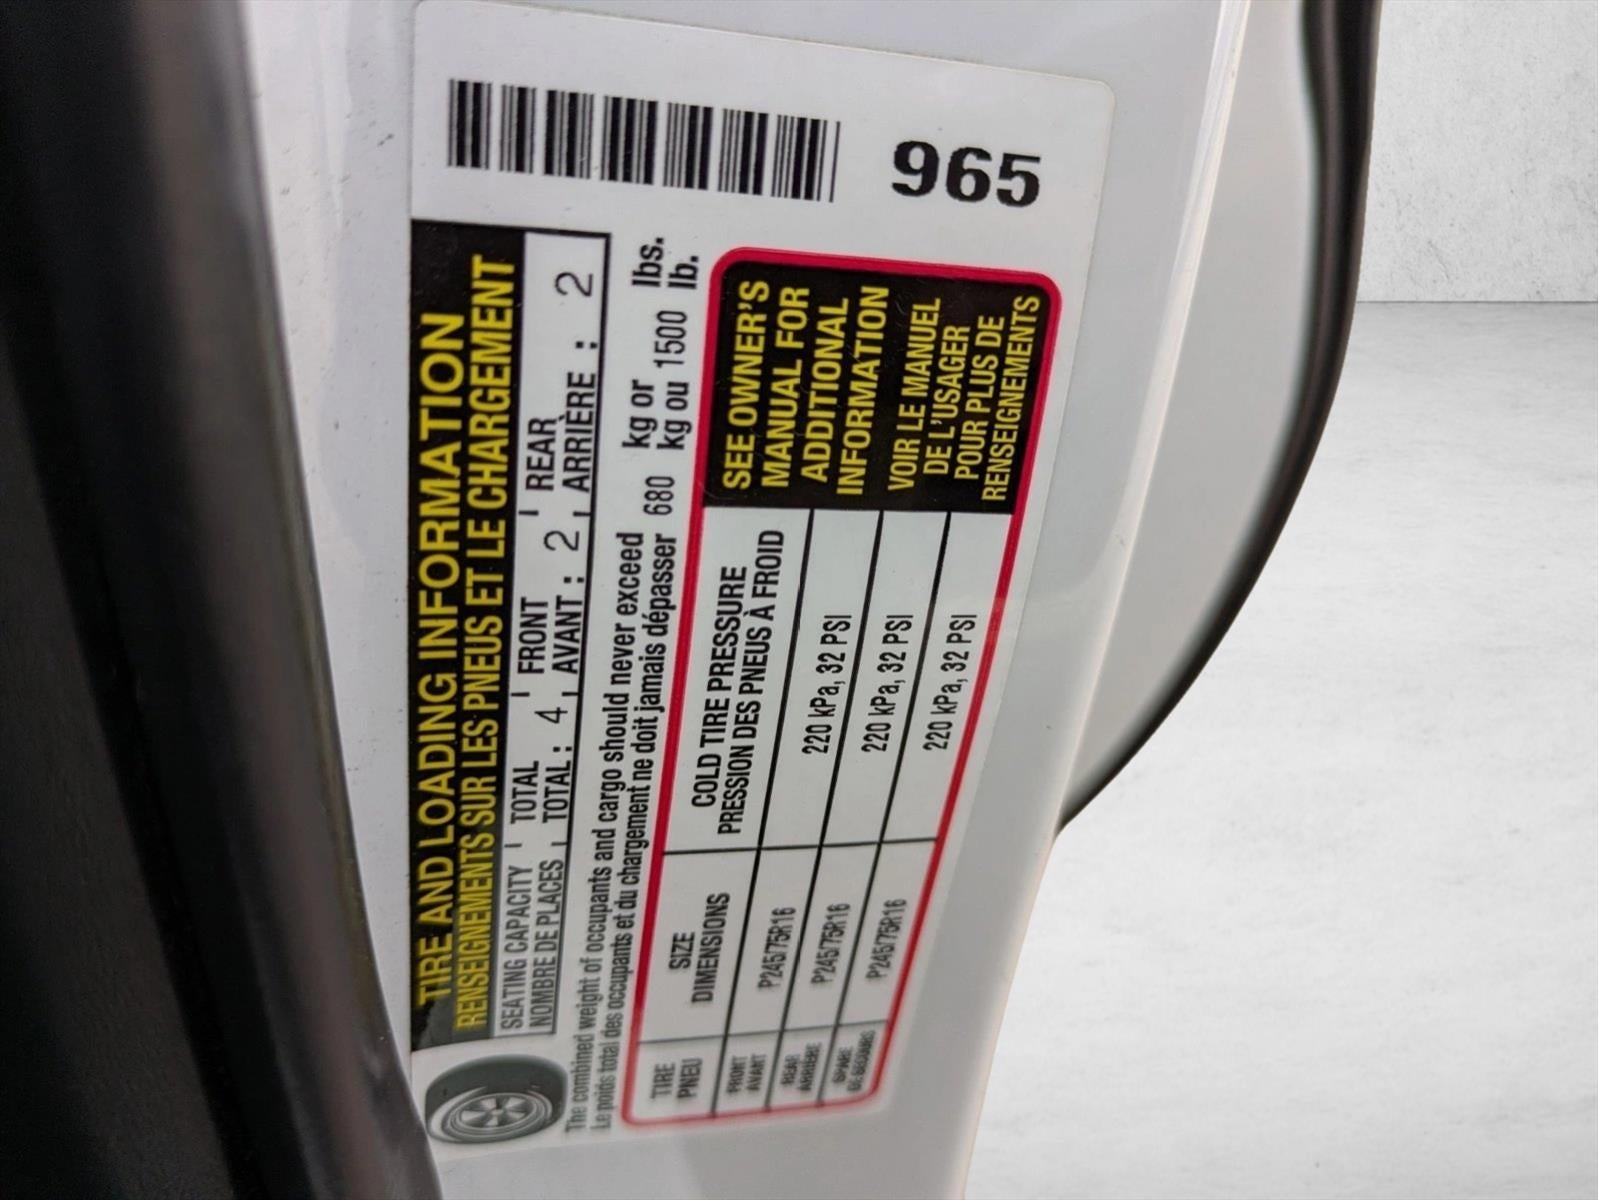 965
TIRE AND LOADING INFORMATION
RENSEIGNEMENTS SUR LES PNEUS ET LE CHARGEMENT
SEATING CAPACITY TOTAL FRONT REAR
NOMBRE DE PLACES TOTAL : 4 AVANT : 2 ARRIÈRE : 2
The combined weight of occupants and cargo should never exceed kg or lbs.
Le poids total des occupants et du chargement ne doit jamais dépasser 680 kg ou 1500 lb.
TIRE SIZE COLD TIRE PRESSURE
PNEU DIMENSIONS PRESSION DES PNEUS À FROID
FRONT
AVANT
P245/75R16 220 kPa, 32 PSI
REAR
ARRIÈRE
P245/75R16 220 kPa, 32 PSI
SPARE
DE SECOURS
P245/75R16 220 kPa, 32 PSI
SEE OWNER'S
MANUAL FOR
ADDITIONAL
INFORMATION
VOIR LE MANUEL
DE L'USAGER
POUR PLUS DE
RENSEIGNEMENTS